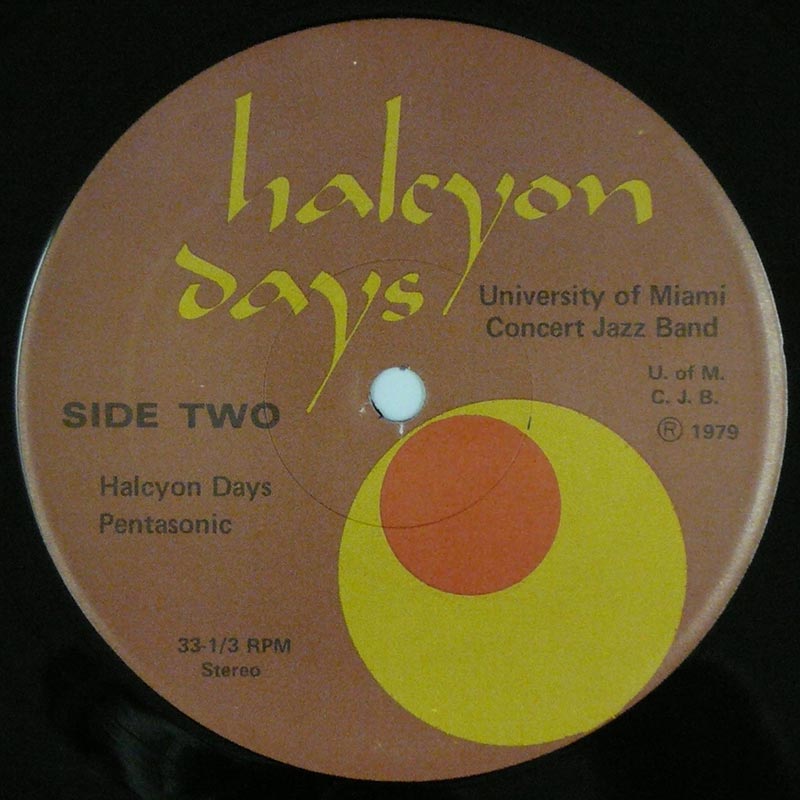 halcyon
days
University of Miami
Concert Jazz Band
U. of M.
C. J. B.
Ⓡ 1979
SIDE TWO
Halcyon Days
Pentasonic
33-1/3 RPM
Stereo